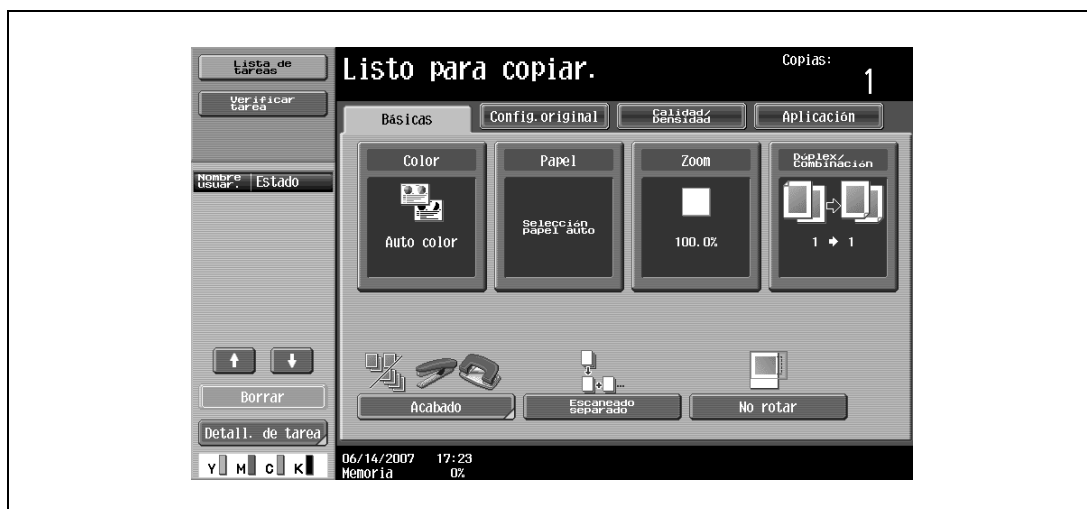 Lista de
tareas
Verificar
tarea
Nombre
usuar.
Estado
Borrar
Detall. de tarea
Y M C K
Listo para copiar.
Copias:
1
Básicas
Config.original
Calidad/
Densidad
Aplicación
Color
Auto color
Papel
Selección
papel auto
Zoom
100.0%
Dúplex/
Combinación
1 → 1
Acabado
Escaneado
separado
No rotar
06/14/2007 17:23
Memoria 0%